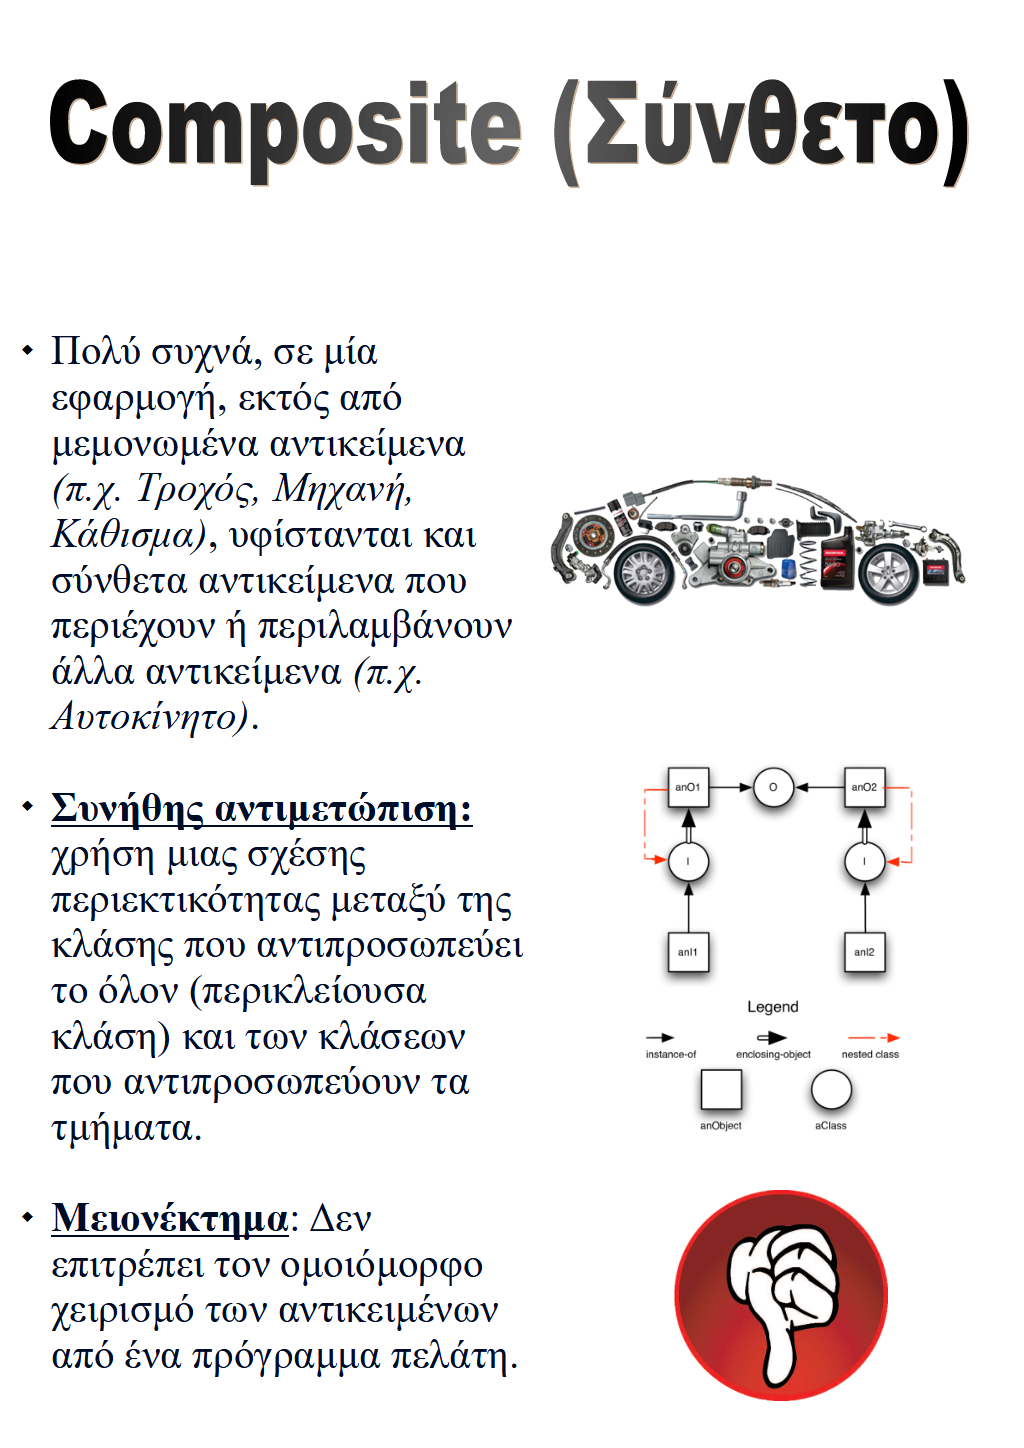 Composite (Σύνθετο)
Πολύ συχνά, σε μία
εφαρμογή, εκτός από
μεμονωμένα αντικείμενα
(π.χ. Τροχός, Μηχανή,
Κάθισμα), υφίστανται και
σύνθετα αντικείμενα που
περιέχουν ή περιλαμβάνουν
άλλα αντικείμενα (π.χ.
Αυτοκίνητο).
Συνήθης αντιμετώπιση:
χρήση μιας σχέσης
περιεκτικότητας μεταξύ της
κλάσης που αντιπροσωπεύει
το όλον (περικλείουσα
κλάση) και των κλάσεων
που αντιπροσωπεύουν τα
τμήματα.
Μειονέκτημα: Δεν
επιτρέπει τον ομοιόμορφο
χειρισμό των αντικειμένων
από ένα πρόγραμμα πελάτη.
anO1 O anO2
I I
anI1 anI2
Legend
instance-of enclosing-object nested class
anObject aClass